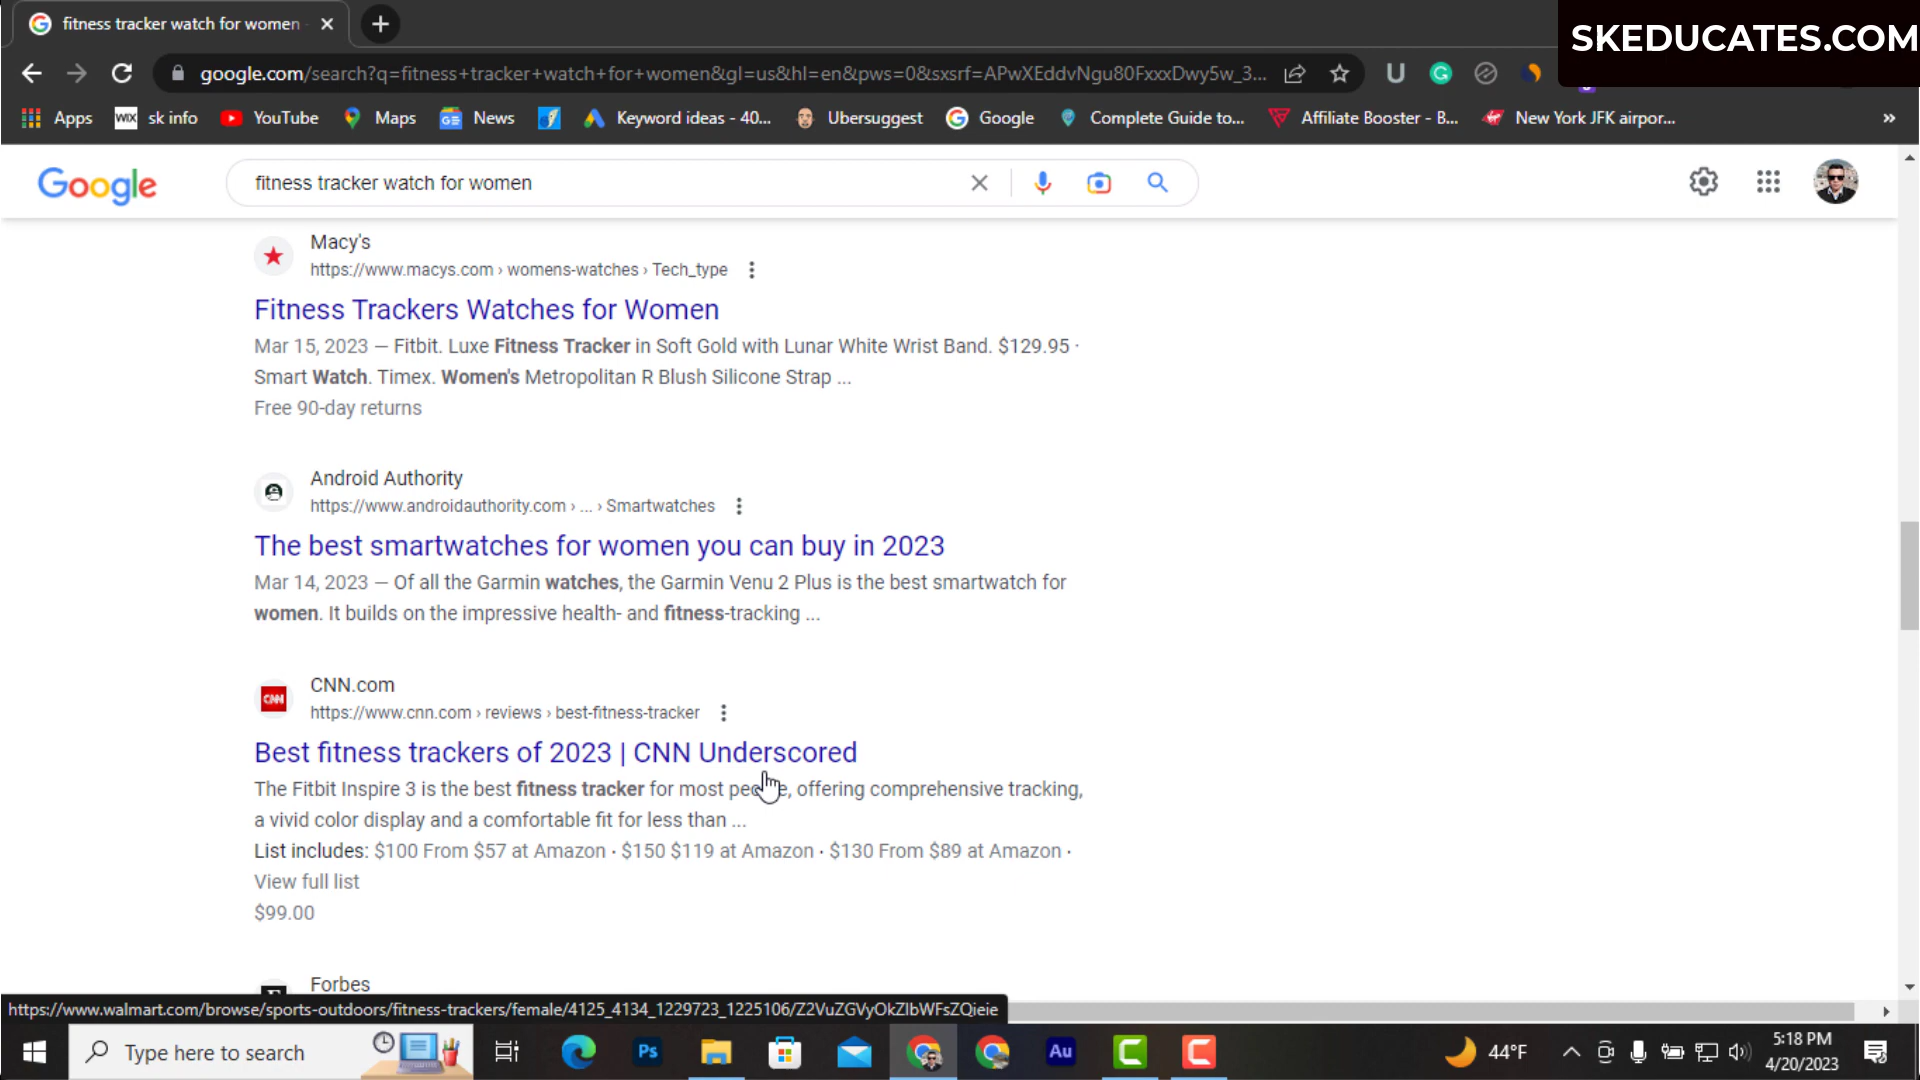 fitness tracker watch for women
SKEDUCATES.COM
google.com/search?q=fitness+tracker+watch+for+women&gl=us&hl=en&pws=0&sxsrf=APwXEddvNgu80FxxxDwy5w_3...
Apps
WIX sk info
YouTube
Maps
GE News
Keyword ideas - 40...
Ubersuggest
Google
Complete Guide to...
Affiliate Booster - B...
New York JFK airpor...
»
Google
fitness tracker watch for women
Macy's
https://www.macys.com › womens-watches › Tech_type
Fitness Trackers Watches for Women
Mar 15, 2023 — Fitbit. Luxe Fitness Tracker in Soft Gold with Lunar White Wrist Band. $129.95 ·
Smart Watch. Timex. Women's Metropolitan R Blush Silicone Strap ...
Free 90-day returns
Android Authority
https://www.androidauthority.com › ... › Smartwatches
The best smartwatches for women you can buy in 2023
Mar 14, 2023 — Of all the Garmin watches, the Garmin Venu 2 Plus is the best smartwatch for
women. It builds on the impressive health- and fitness-tracking ...
CNN
CNN.com
https://www.cnn.com › reviews › best-fitness-tracker
Best fitness trackers of 2023 | CNN Underscored
The Fitbit Inspire 3 is the best fitness tracker for most people, offering comprehensive tracking,
a vivid color display and a comfortable fit for less than ...
List includes: $100 From $57 at Amazon · $150 $119 at Amazon · $130 From $89 at Amazon ·
View full list
$99.00
Forbes
https://www.walmart.com/browse/sports-outdoors/fitness-trackers/female/4125_4134_1229723_1225106/Z2VuZGVyOkZlbWFsZQieie
Type here to search
Ps
Au
44°F
5:18 PM
4/20/2023